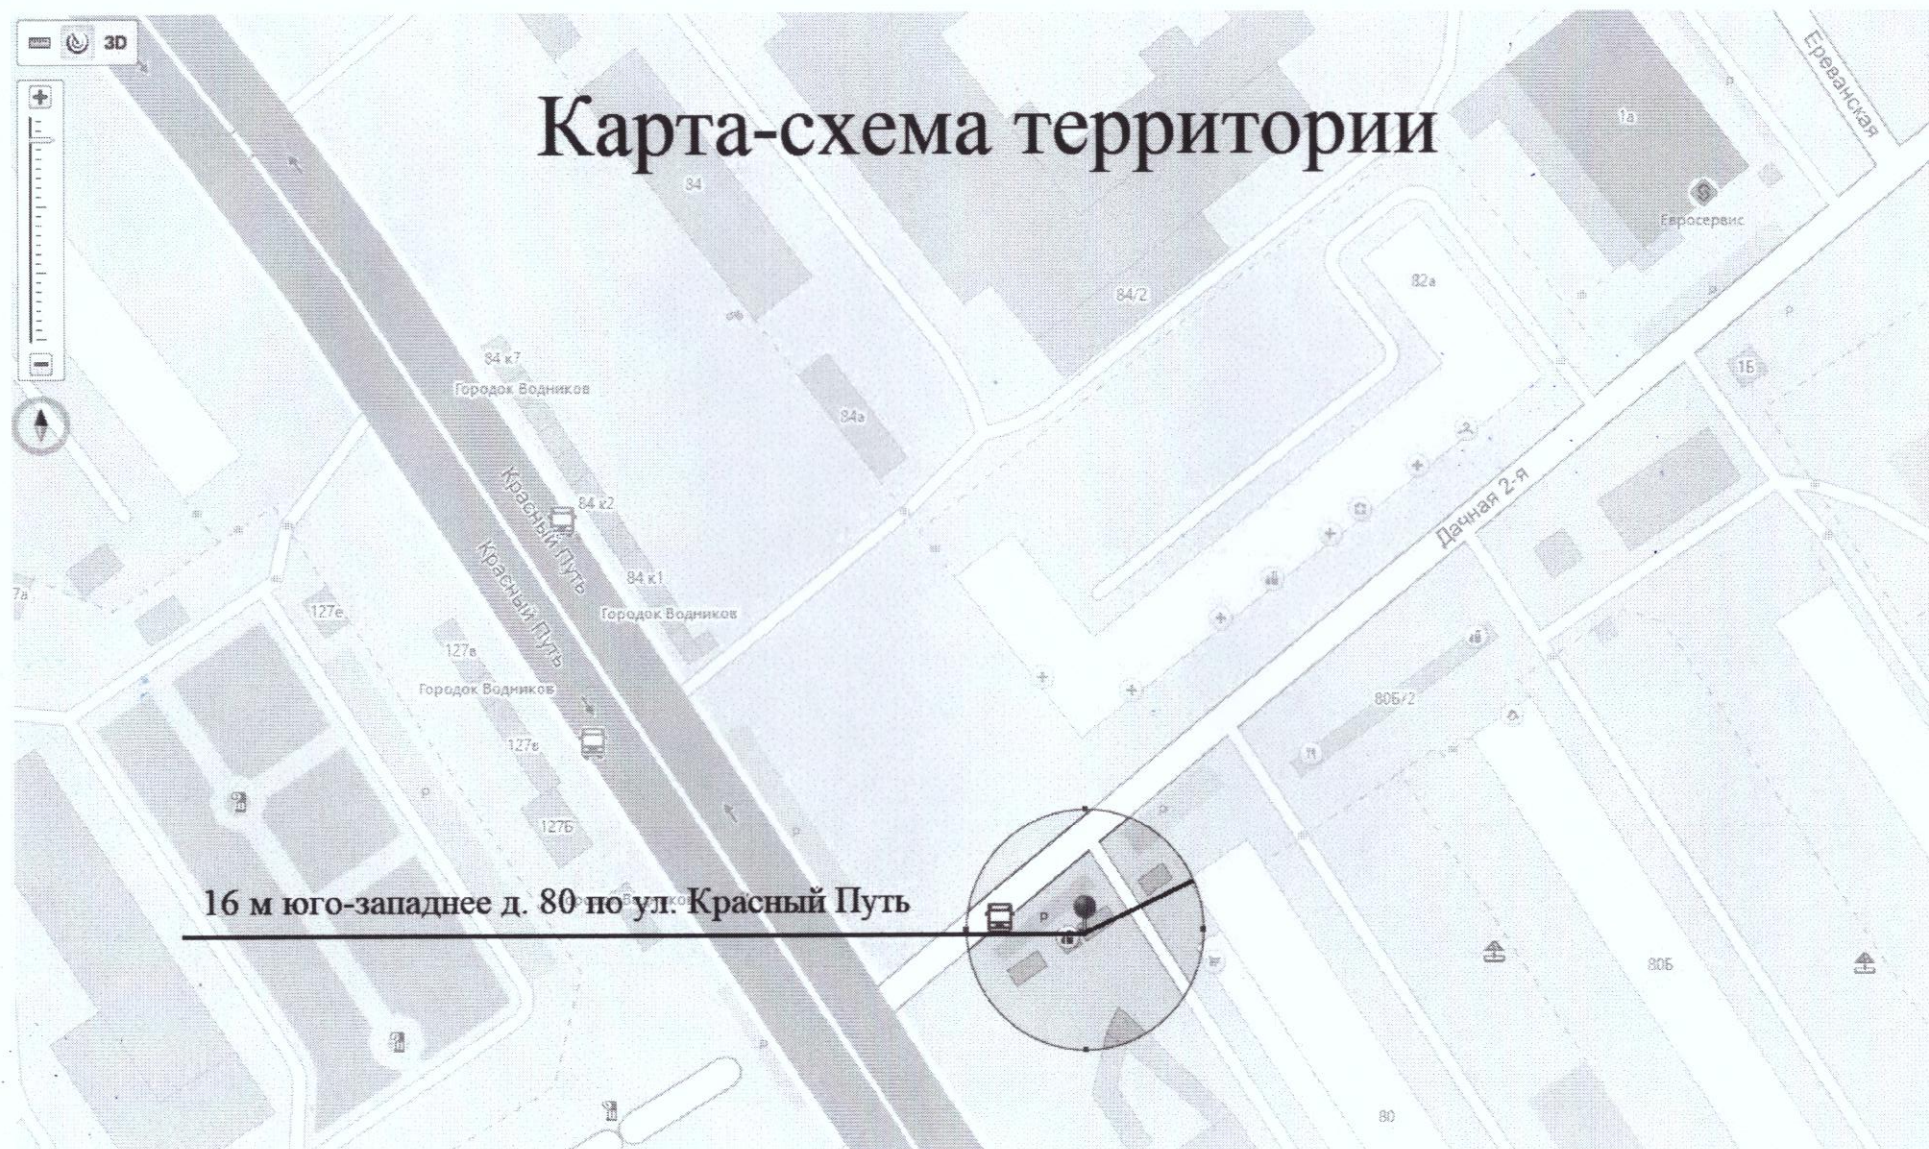 3D
Ереванская
Карта-схема территории
1а
84
Евросервис
82а
84/2
84 к7
Городок Водников
1Б
84а
Красный Путь
84 к2
Дачная 2-я
Красный Путь
84 к1
7а
127е
Городок Водников
127а
Городок Водников
80Б/2
127в
P
127Б
P
P
16 м юго-западнее д. 80 по ул. Красный Путь
P
80Б
80